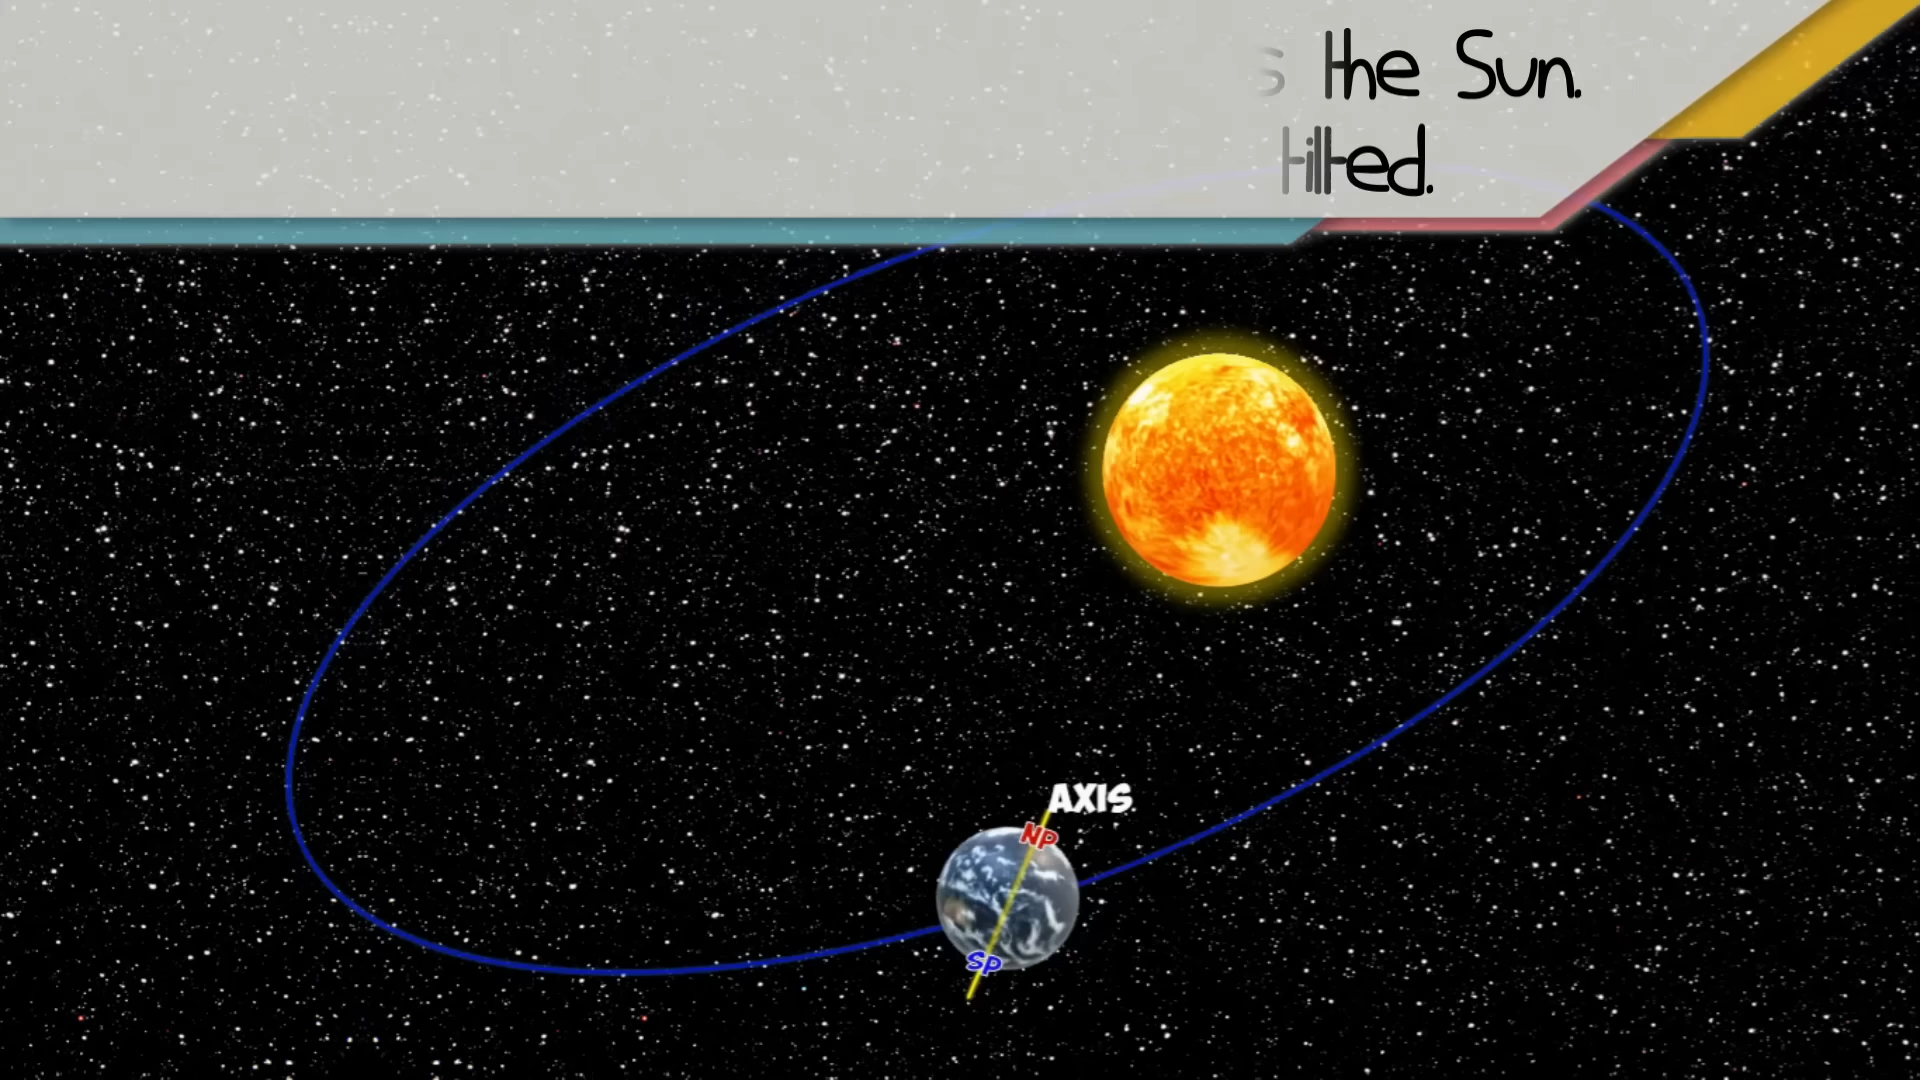 the Sun.
tilted.
AXIS
NP
SP